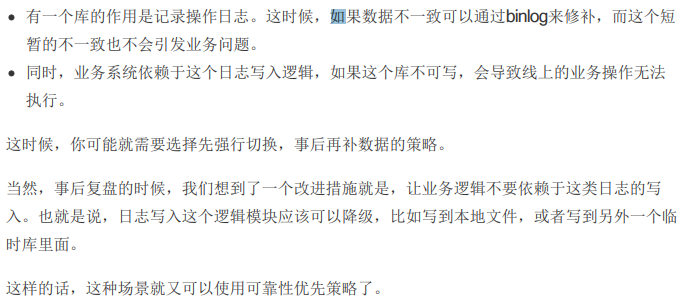 • 有一个库的作用是记录操作日志。这时候，如果数据不一致可以通过binlog来修补，而这个短
暂的不一致也不会引发业务问题。
• 同时，业务系统依赖于这个日志写入逻辑，如果这个库不可写，会导致线上的业务操作无法
执行。
这时候，你可能就需要选择先强行切换，事后再补数据的策略。
当然，事后复盘的时候，我们想到了一个改进措施就是，让业务逻辑不要依赖于这类日志的写
入。也就是说，日志写入这个逻辑模块应该可以降级，比如写到本地文件，或者写到另外一个临
时库里面。
这样的话，这种场景就又可以使用可靠性优先策略了。